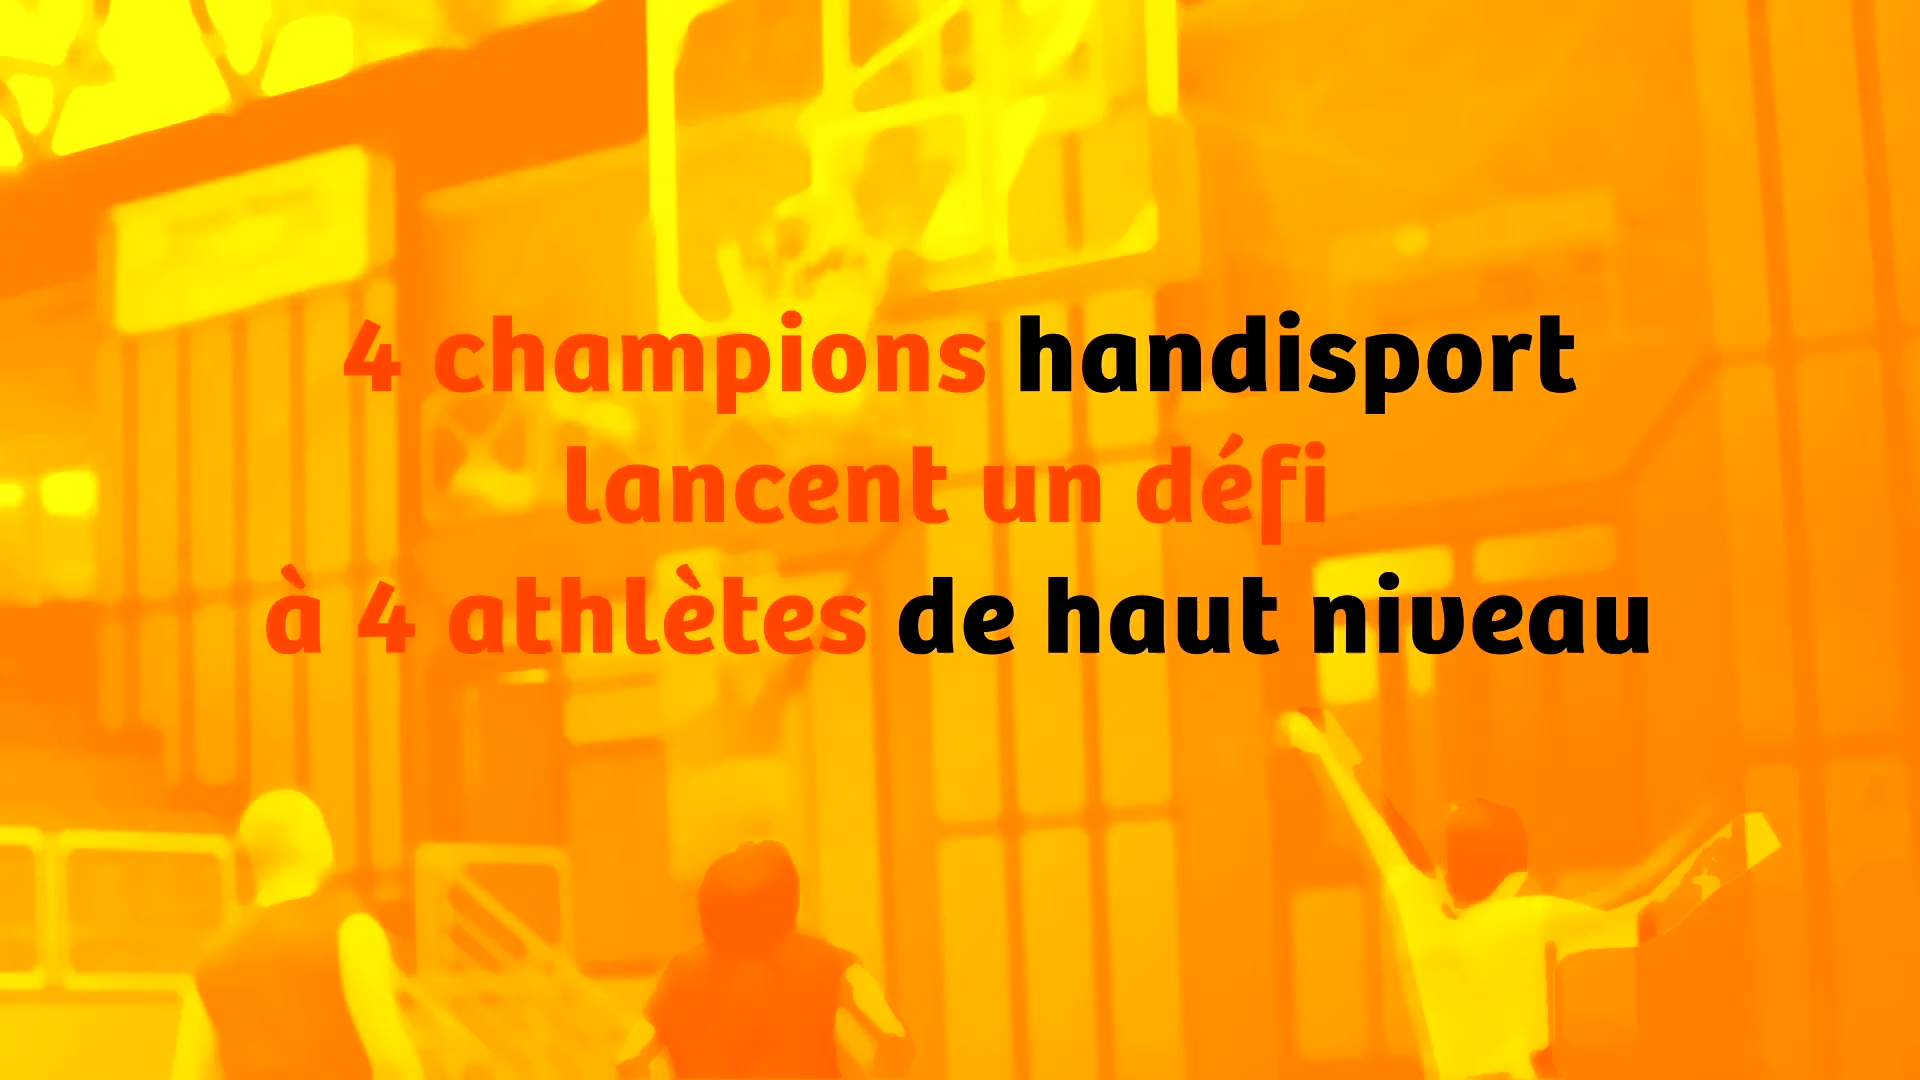 4 champions handisport
lancent un défi
à 4 athlètes de haut niveau